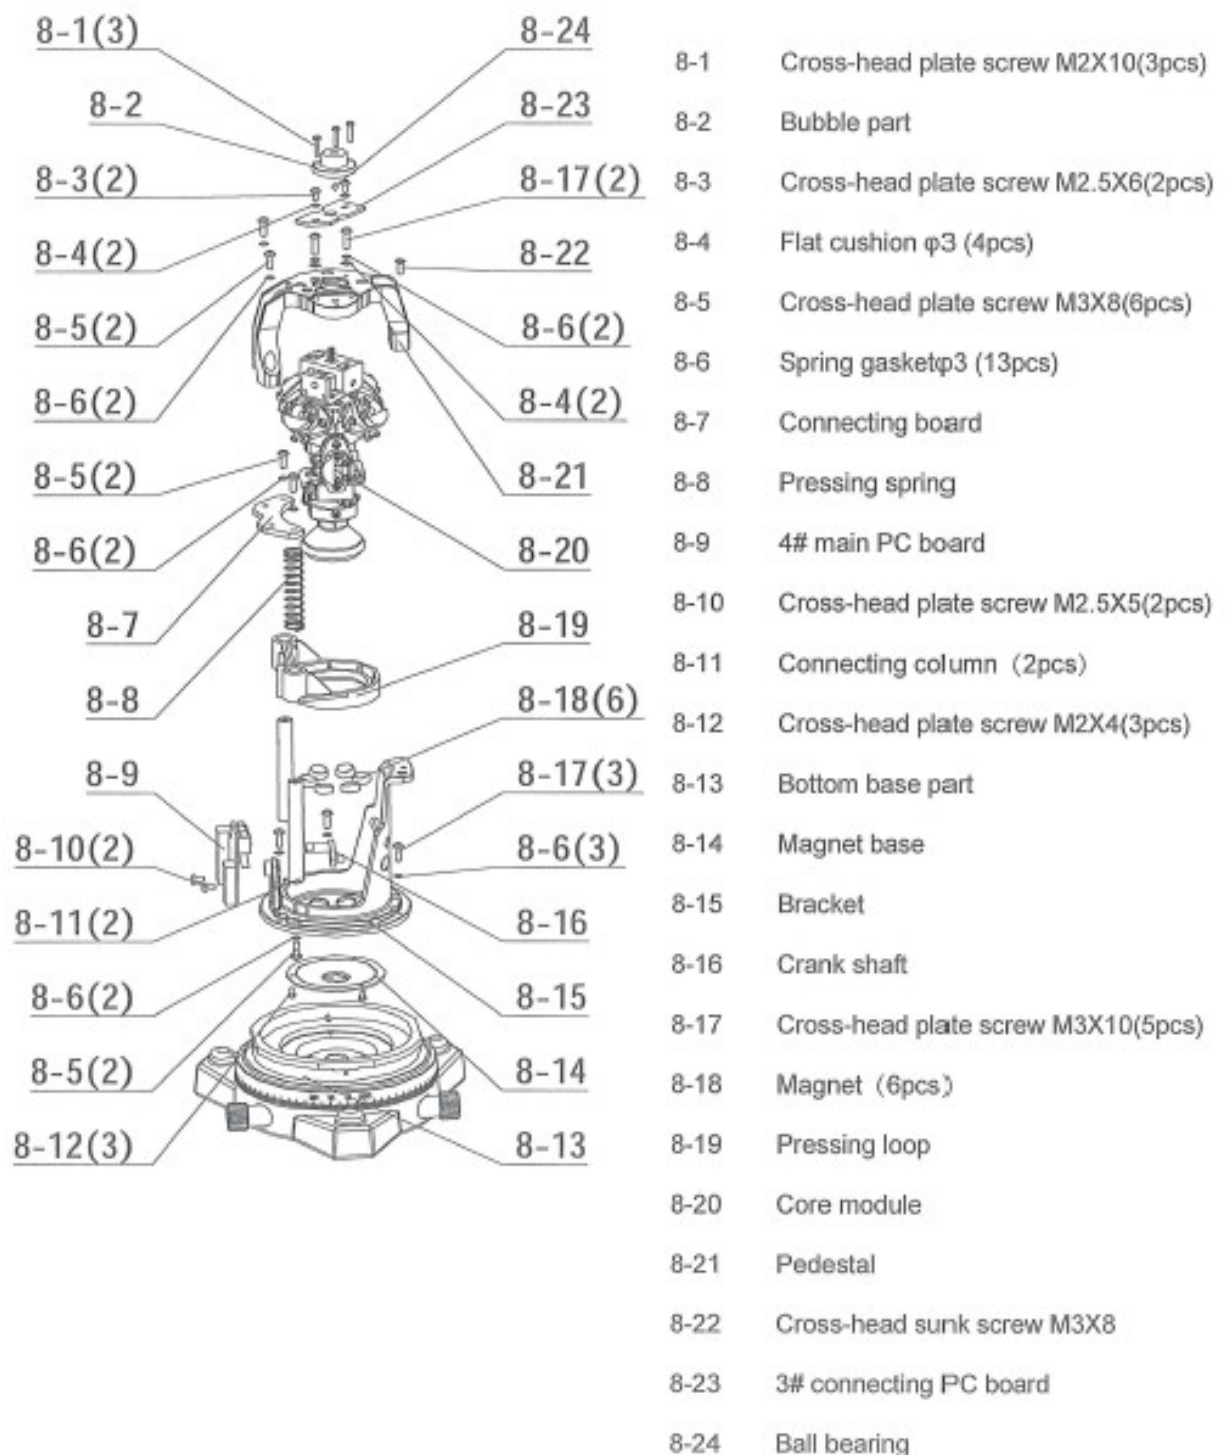 8-1(3)
8-24
8-2
8-23
8-3(2)
8-17(2)
8-4(2)
8-22
8-5(2)
8-6(2)
8-6(2)
8-4(2)
8-5(2)
8-21
8-6(2)
8-20
8-7
8-19
8-8
8-18(6)
8-9
8-17(3)
8-10(2)
8-6(3)
8-11(2)
8-16
8-6(2)
8-15
8-5(2)
8-14
8-12(3)
8-13
8-1 Cross-head plate screw M2X10(3pcs)
8-2 Bubble part
8-3 Cross-head plate screw M2.5X6(2pcs)
8-4 Flat cushion φ3 (4pcs)
8-5 Cross-head plate screw M3X8(6pcs)
8-6 Spring gasketφ3 (13pcs)
8-7 Connecting board
8-8 Pressing spring
8-9 4# main PC board
8-10 Cross-head plate screw M2.5X5(2pcs)
8-11 Connecting column（2pcs）
8-12 Cross-head plate screw M2X4(3pcs)
8-13 Bottom base part
8-14 Magnet base
8-15 Bracket
8-16 Crank shaft
8-17 Cross-head plate screw M3X10(5pcs)
8-18 Magnet（6pcs）
8-19 Pressing loop
8-20 Core module
8-21 Pedestal
8-22 Cross-head sunk screw M3X8
8-23 3# connecting PC board
8-24 Ball bearing